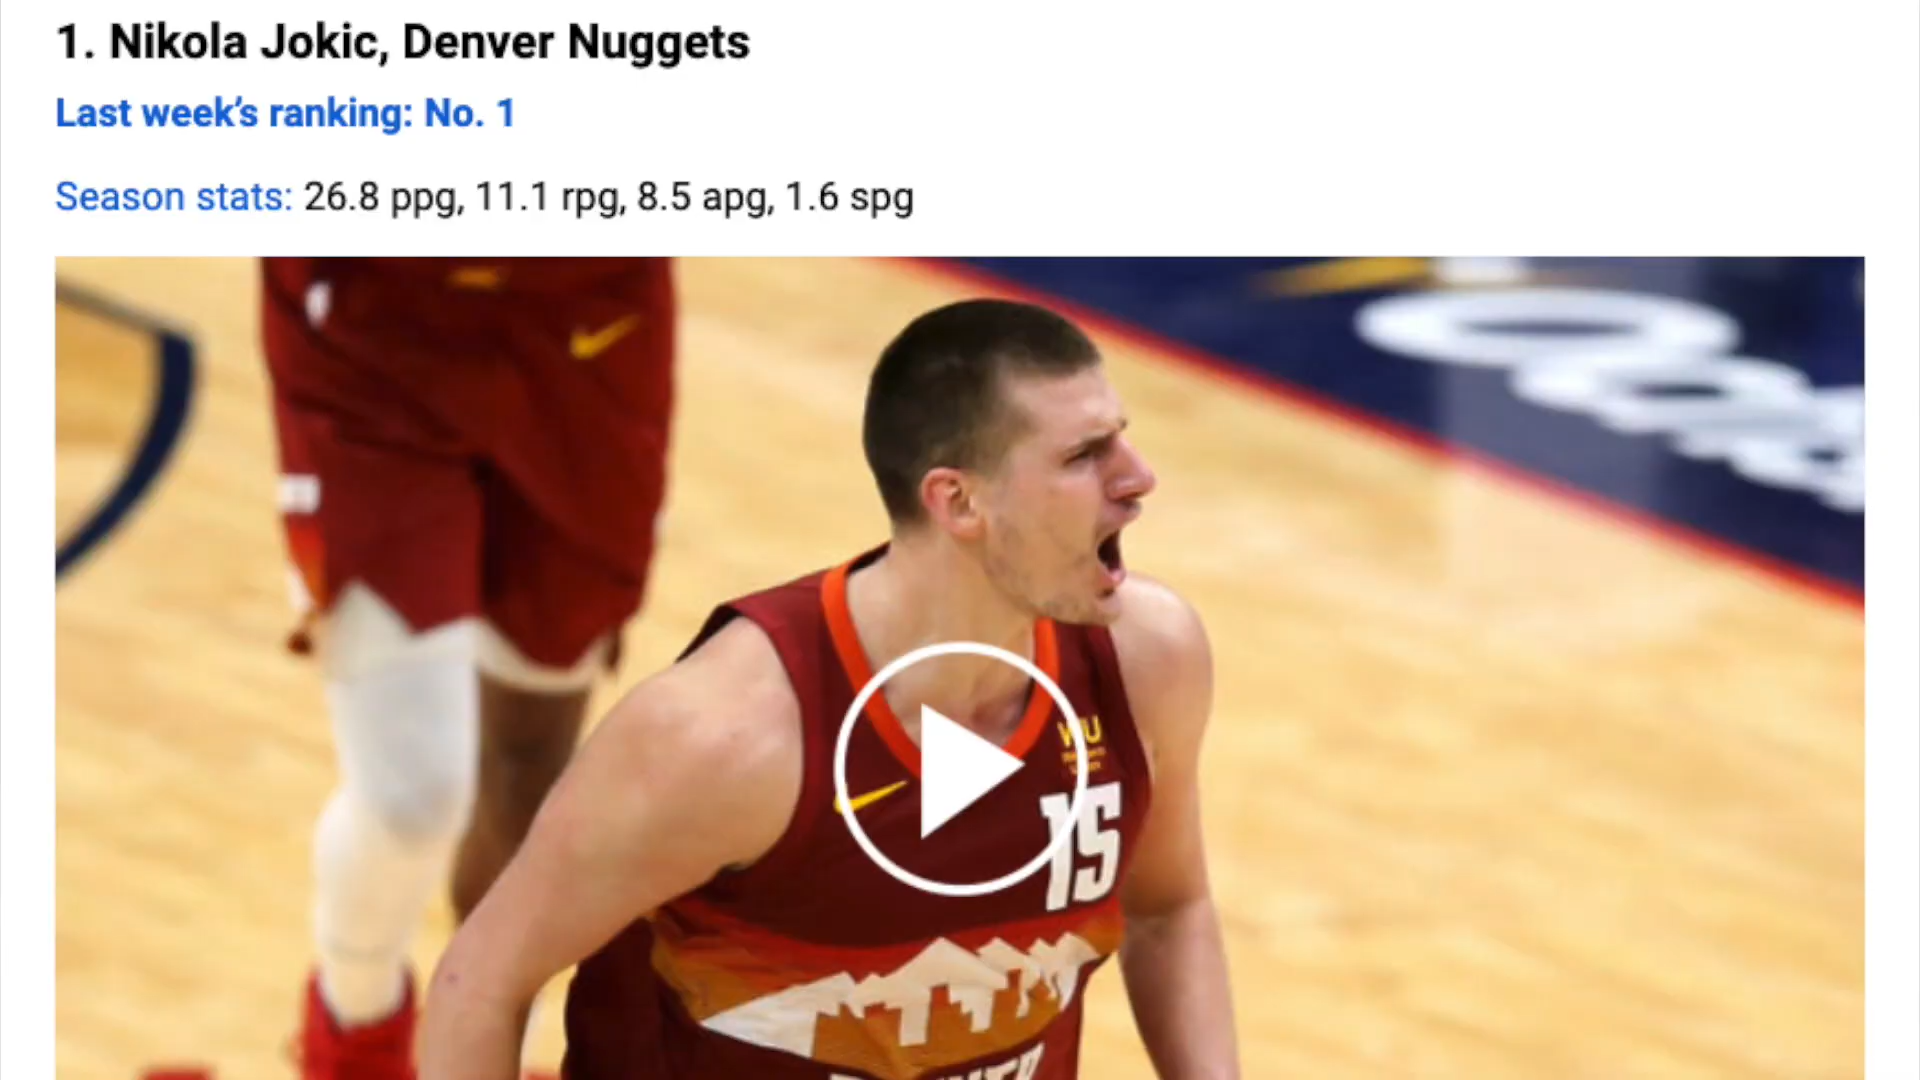 1. Nikola Jokic, Denver Nuggets
Last week’s ranking: No. 1
Season stats: 26.8 ppg, 11.1 rpg, 8.5 apg, 1.6 spg
WU
15